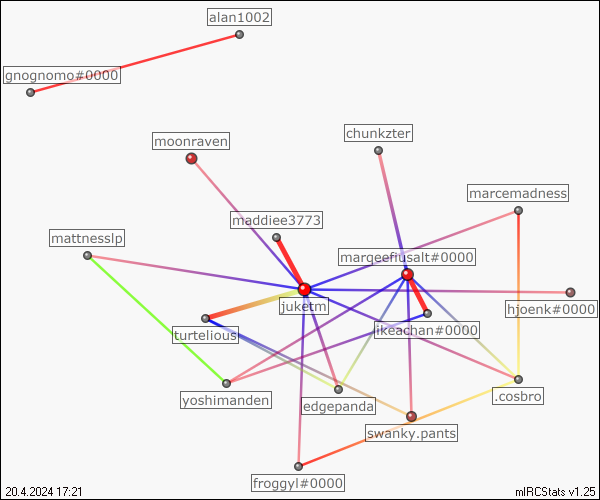 alan1002
gnognomo#0000
chunkzter
moonraven
marcemadness
maddiee3773
mattnesslp
marqeefiusalt#0000
juketm
hjoenk#0000
turtelious
jikeachan#0000
yoshimanden
edgepanda
.cosbro
swanky.pants
froggyl#0000
20.4.2024 17:21
mIRCStats v1.25